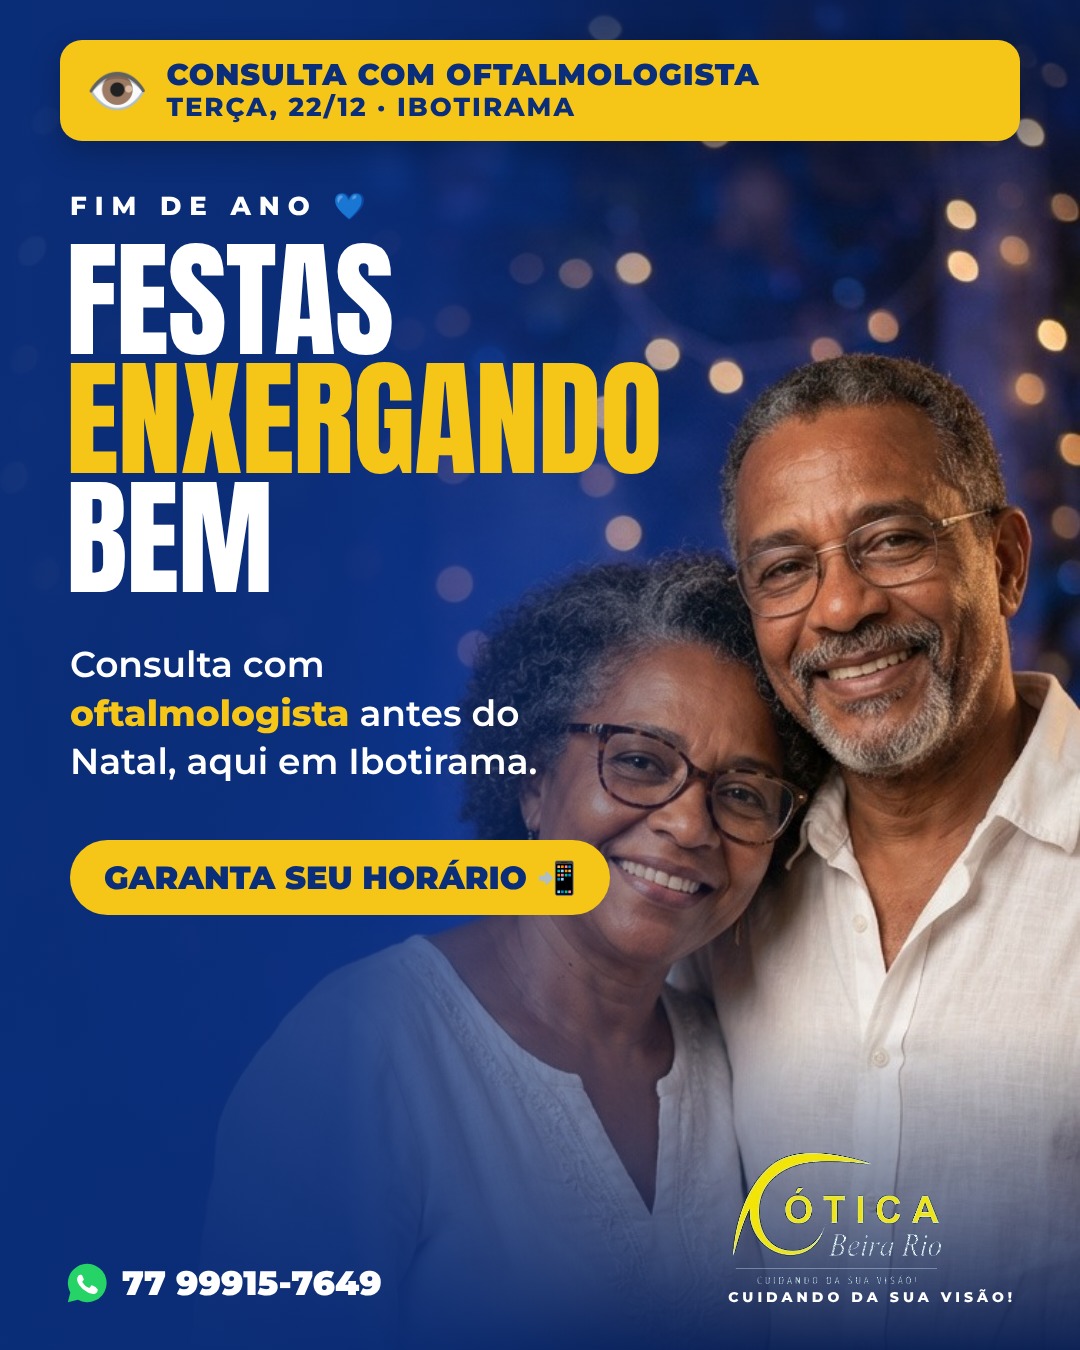 CONSULTA COM OFTALMOLOGISTA
TERÇA, 22/12 · IBOTIRAMA
FIM DE ANO 💙
FESTAS
ENXERGANDO
BEM
Consulta com
oftalmologista antes do
Natal, aqui em Ibotirama.
GARANTA SEU HORÁRIO 📲
77 99915-7649
ÓTICA
Beira Rio
CUIDANDO DA SUA VISÃO!
CUIDANDO DA SUA VISÃO!